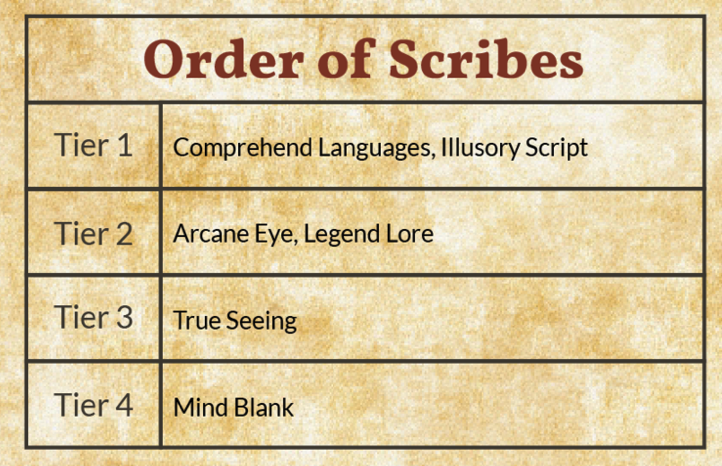 Order of Scribes
Tier 1 Comprehend Languages, Illusory Script
Tier 2 Arcane Eye, Legend Lore
Tier 3 True Seeing
Tier 4 Mind Blank